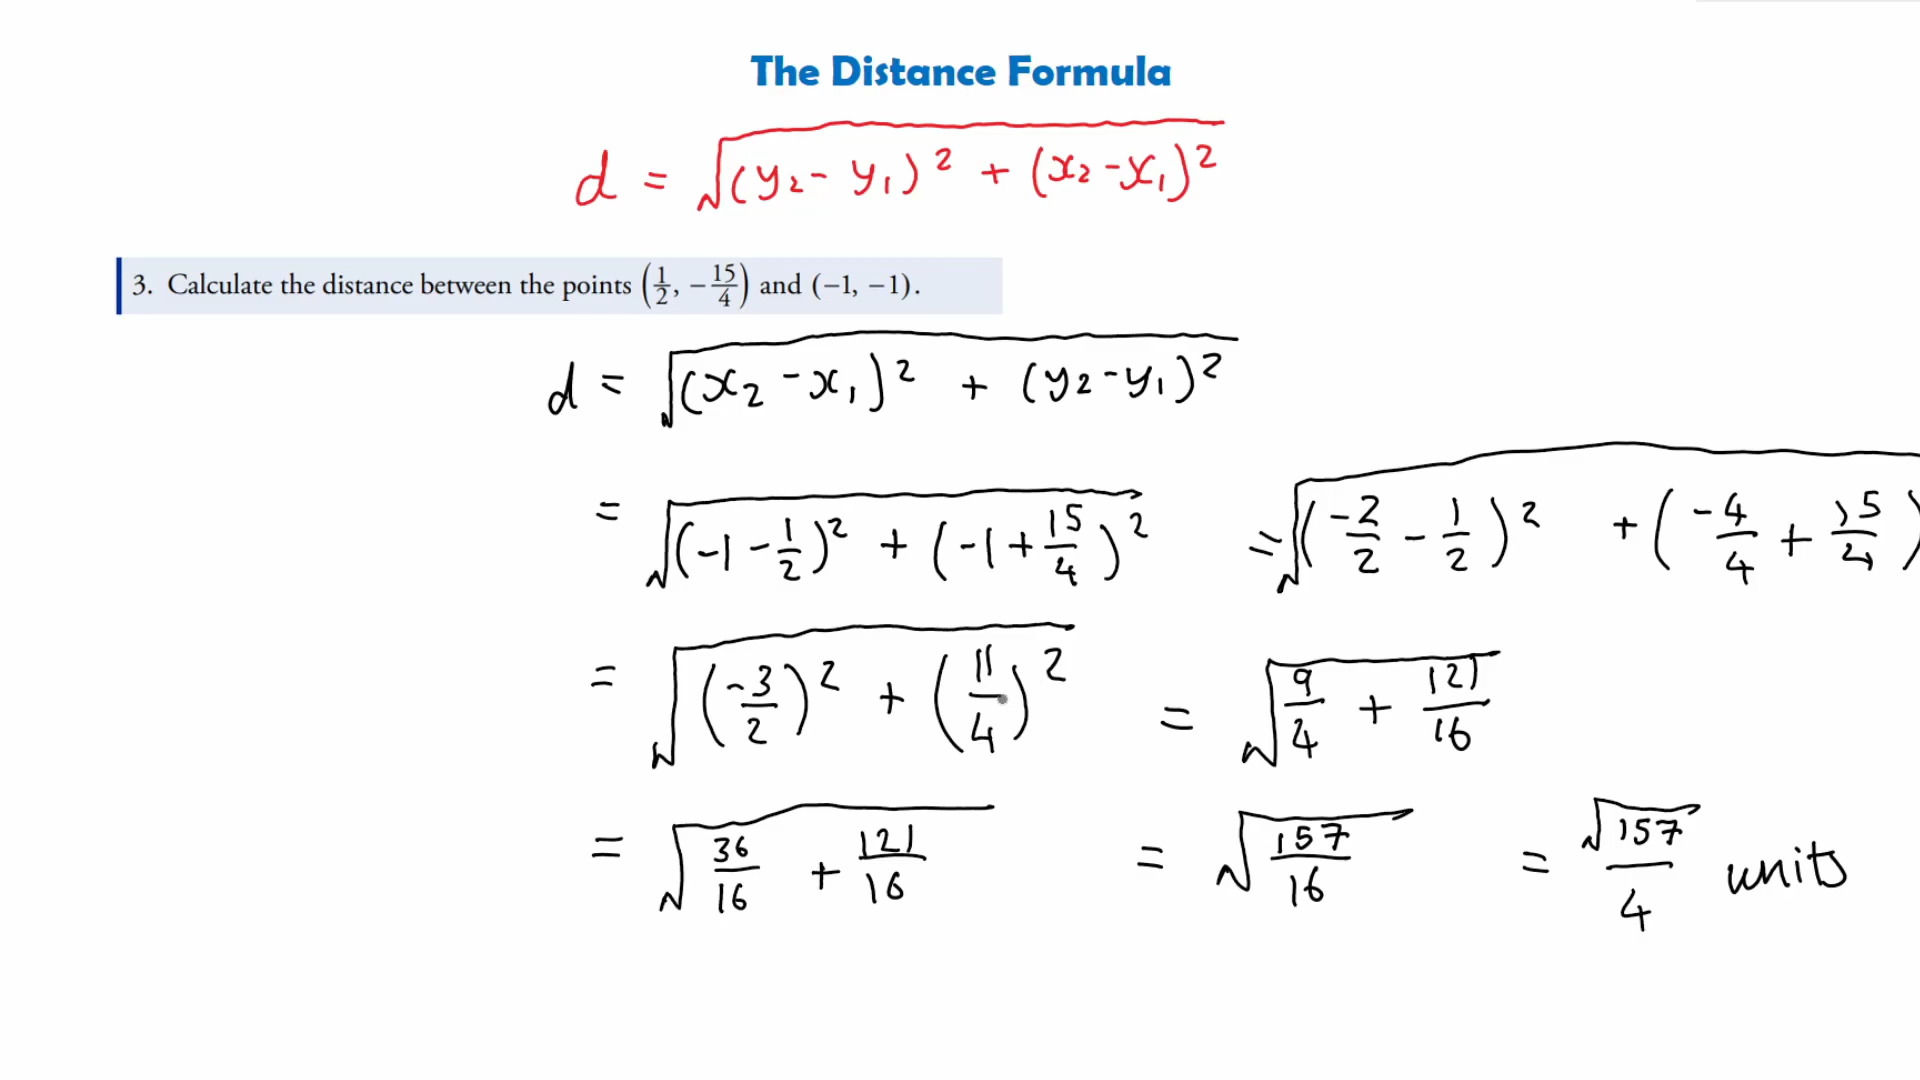 The Distance Formula
d = √((y₂ - y₁)² + (x₂ - x₁)²)
3. Calculate the distance between the points (1/2, −15/4) and (−1, −1).
d = √((x₂ - x₁)² + (y₂ - y₁)²)
= √((-1 - 1/2)² + (-1 + 15/4)²) = √((-2/2 - 1/2)² + (-4/4 + 15/4)
= √((-3/2)² + (11/4)²) = √(9/4 + 121/16)
= √(36/16 + 121/16) = √(157/16) = √157/4 units